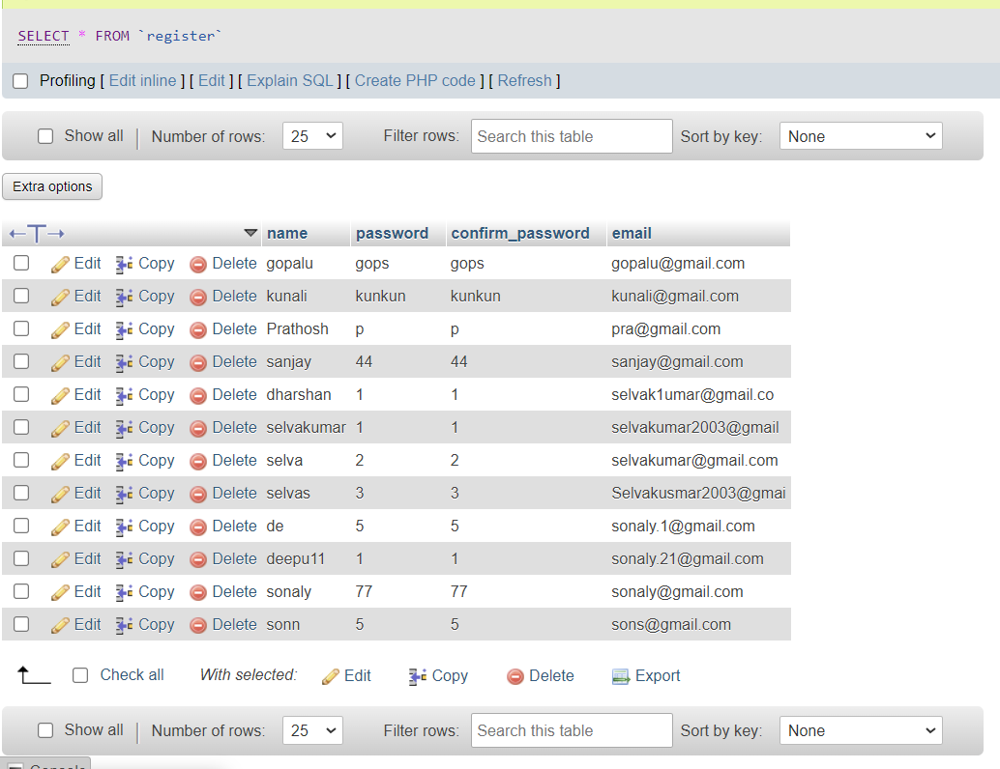 SELECT * FROM `register`
Profiling [ Edit inline ] [ Edit ] [ Explain SQL ] [ Create PHP code ] [ Refresh ]
Show all | Number of rows: 25 Filter rows: Search this table Sort by key: None
Extra options
name password confirm_password email
Edit Copy Delete gopalu gops gops gopalu@gmail.com
Edit Copy Delete kunali kunkun kunkun kunali@gmail.com
Edit Copy Delete Prathosh p p pra@gmail.com
Edit Copy Delete sanjay 44 44 sanjay@gmail.com
Edit Copy Delete dharshan 1 1 selvak1umar@gmail.co
Edit Copy Delete selvakumar 1 1 selvakumar2003@gmail
Edit Copy Delete selva 2 2 selvakumar@gmail.com
Edit Copy Delete selvas 3 3 Selvakusmar2003@gmai
Edit Copy Delete de 5 5 sonaly.1@gmail.com
Edit Copy Delete deepu11 1 1 sonaly.21@gmail.com
Edit Copy Delete sonaly 77 77 sonaly@gmail.com
Edit Copy Delete sonn 5 5 sons@gmail.com
Check all With selected: Edit Copy Delete Export
Show all | Number of rows: 25 Filter rows: Search this table Sort by key: None
Console